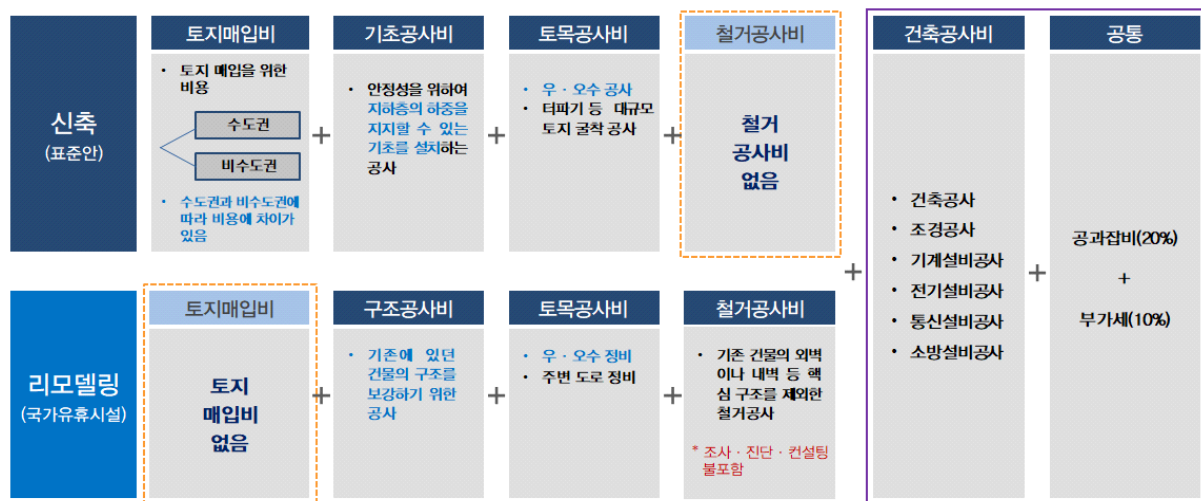 신축
(표준안)
토지매입비
• 토지 매입을 위한
비용
수도권
비수도권
• 수도권과 비수도권에
따라 비용에 차이가
있음
+
기초공사비
• 안정성을 위하여
지하층의 하중을
지지할 수 있는
기초를 설치하는
공사
+
토목공사비
• 우 · 오수 공사
• 터파기 등 대규모
토지 굴착 공사
+
철거공사비
철거
공사비
없음
리모델링
(국가유휴시설)
토지매입비
토지
매입비
없음
+
구조공사비
• 기존에 있던
건물의 구조를
보강하기 위한
공사
+
토목공사비
• 우 · 오수 정비
• 주변 도로 정비
+
철거공사비
• 기존 건물의 외벽
이나 내벽 등 핵
심 구조를 제외한
철거공사
* 조사 · 진단 · 컨설팅
불포함
+
건축공사비
• 건축공사
• 조경공사
• 기계설비공사
• 전기설비공사
• 통신설비공사
• 소방설비공사
+
공통
공과잡비(20%)
+
부가세(10%)